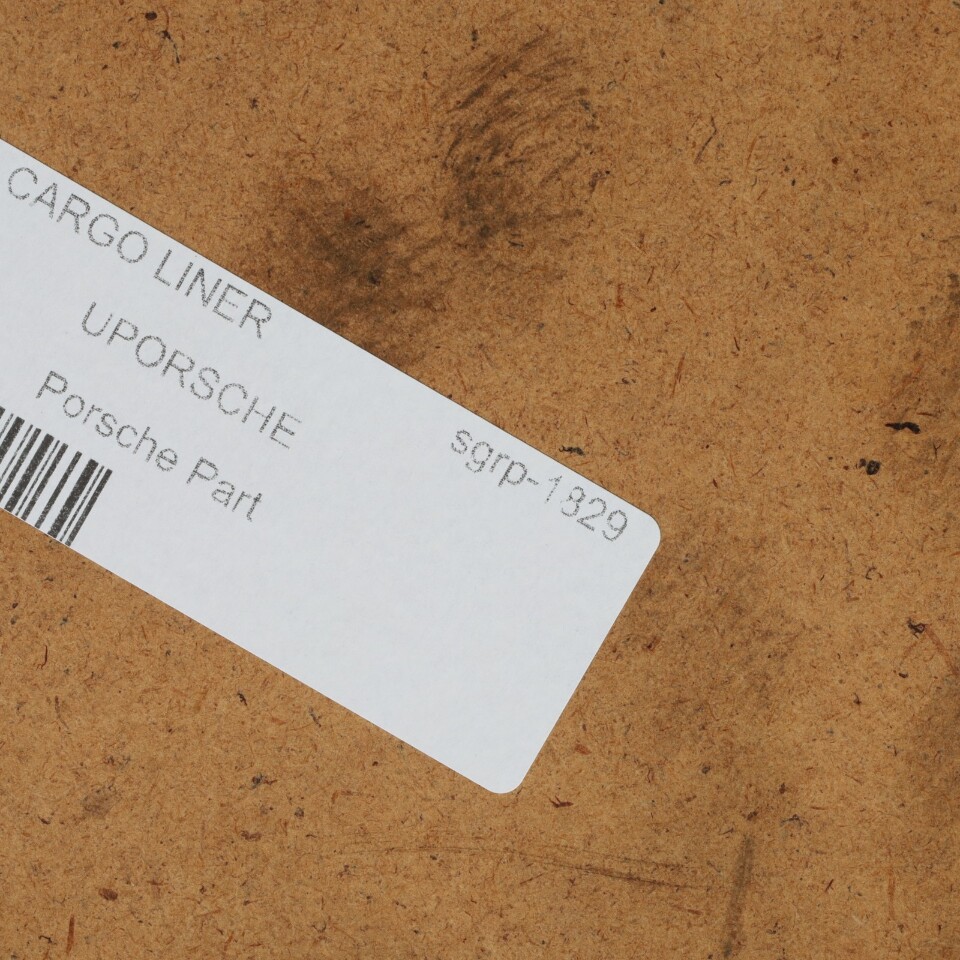 CARGO LINER
UPORSCHE
Porsche Part
sgrp-1829